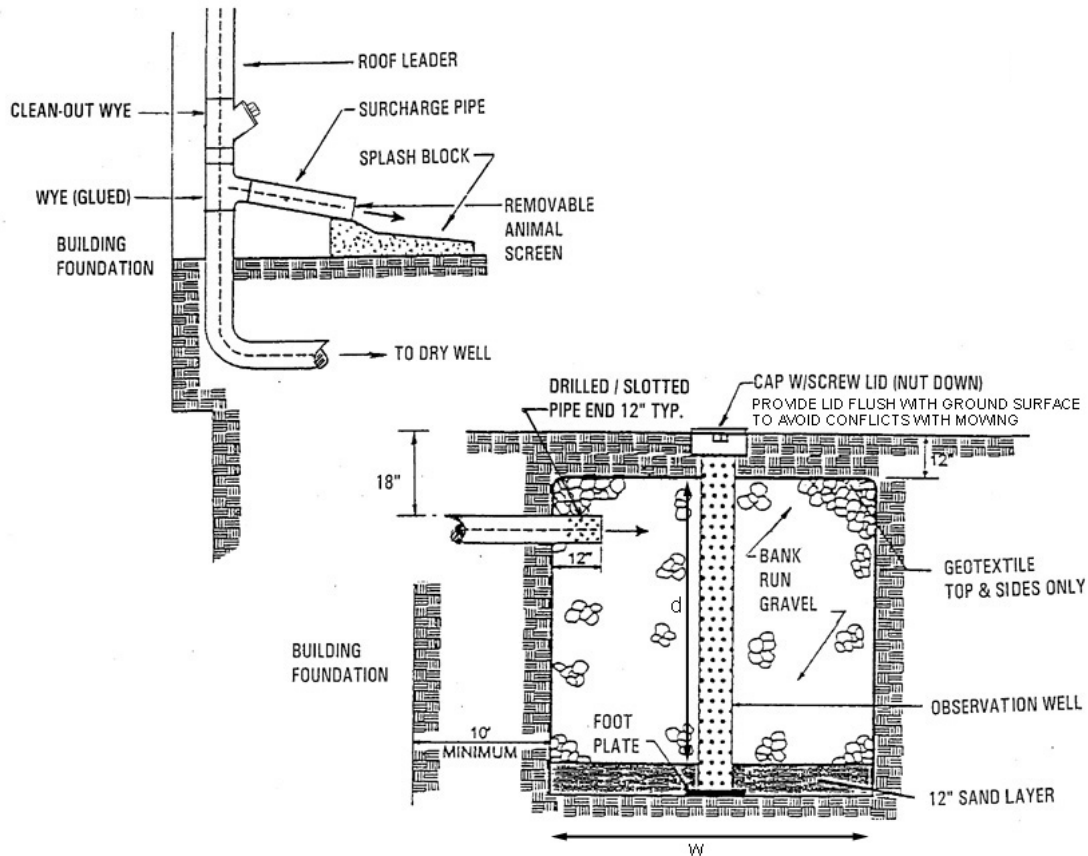 ROOF LEADER
CLEAN-OUT WYE
SURCHARGE PIPE
SPLASH BLOCK
WYE (GLUED)
REMOVABLE
ANIMAL
SCREEN
BUILDING
FOUNDATION
TO DRY WELL
DRILLED / SLOTTED
PIPE END 12" TYP.
CAP W/SCREW LID (NUT DOWN)
PROVIDE LID FLUSH WITH GROUND SURFACE
TO AVOID CONFLICTS WITH MOWING
12"
18"
12"
BANK
RUN
GRAVEL
GEOTEXTILE
TOP & SIDES ONLY
d
BUILDING
FOUNDATION
OBSERVATION WELL
FOOT
PLATE
10'
MINIMUM
12" SAND LAYER
W